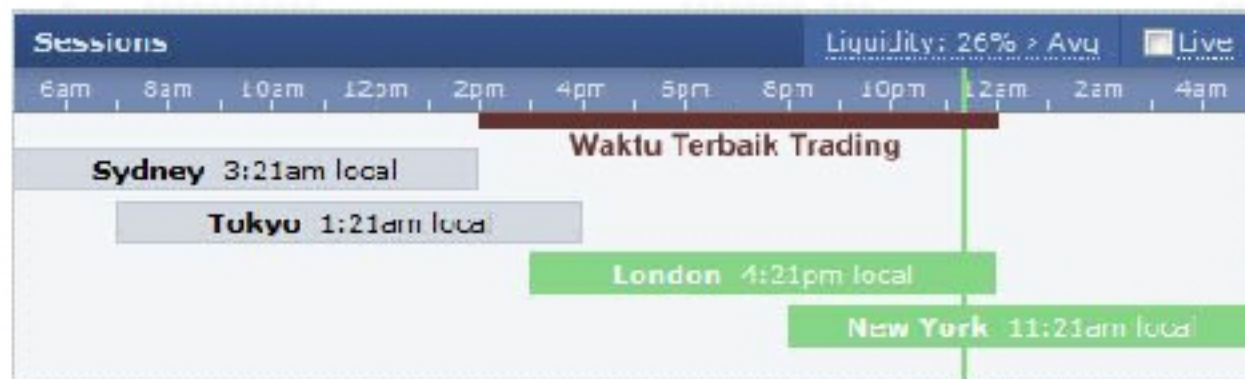 Sessions Liquidity: 26% > Avg Live
6am 8am 10am 12pm 2pm 4pm 6pm 8pm 10pm 12am 2am 4am
Waktu Terbaik Trading
Sydney 3:21am local
Tokyo 1:21am local
London 4:21pm local
New York 11:21am local